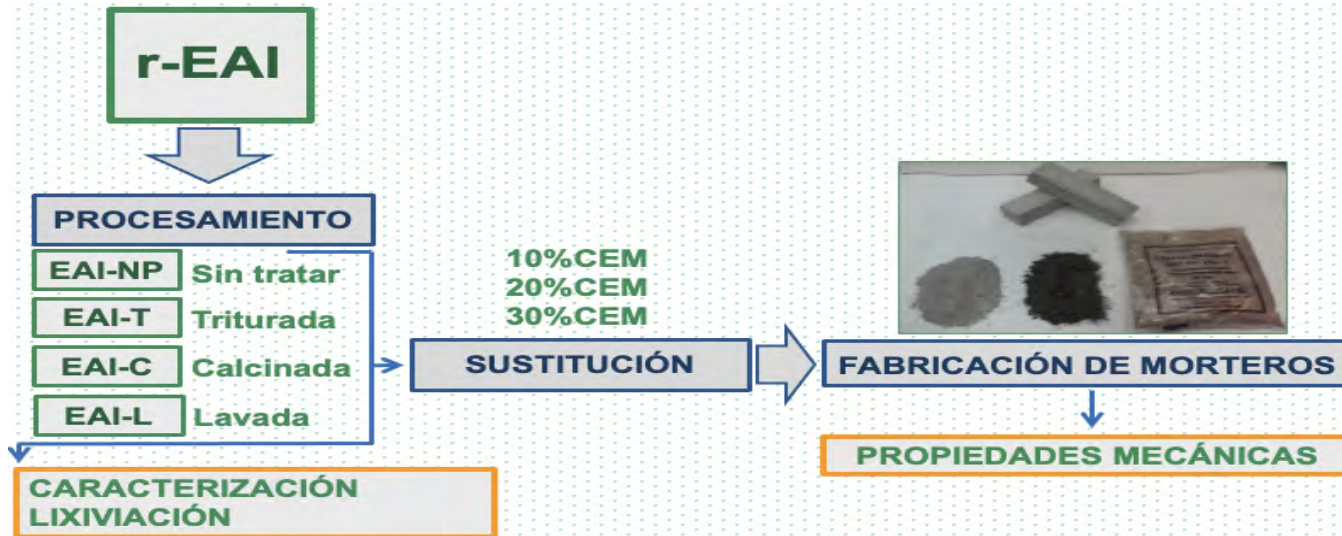 r-EAI
PROCESAMIENTO
EAI-NP Sin tratar
EAI-T Triturada
EAI-C Calcinada
EAI-L Lavada
CARACTERIZACIÓN
LIXIVIACIÓN
10%CEM
20%CEM
30%CEM
SUSTITUCIÓN
FABRICACIÓN DE MORTEROS
PROPIEDADES MECÁNICAS